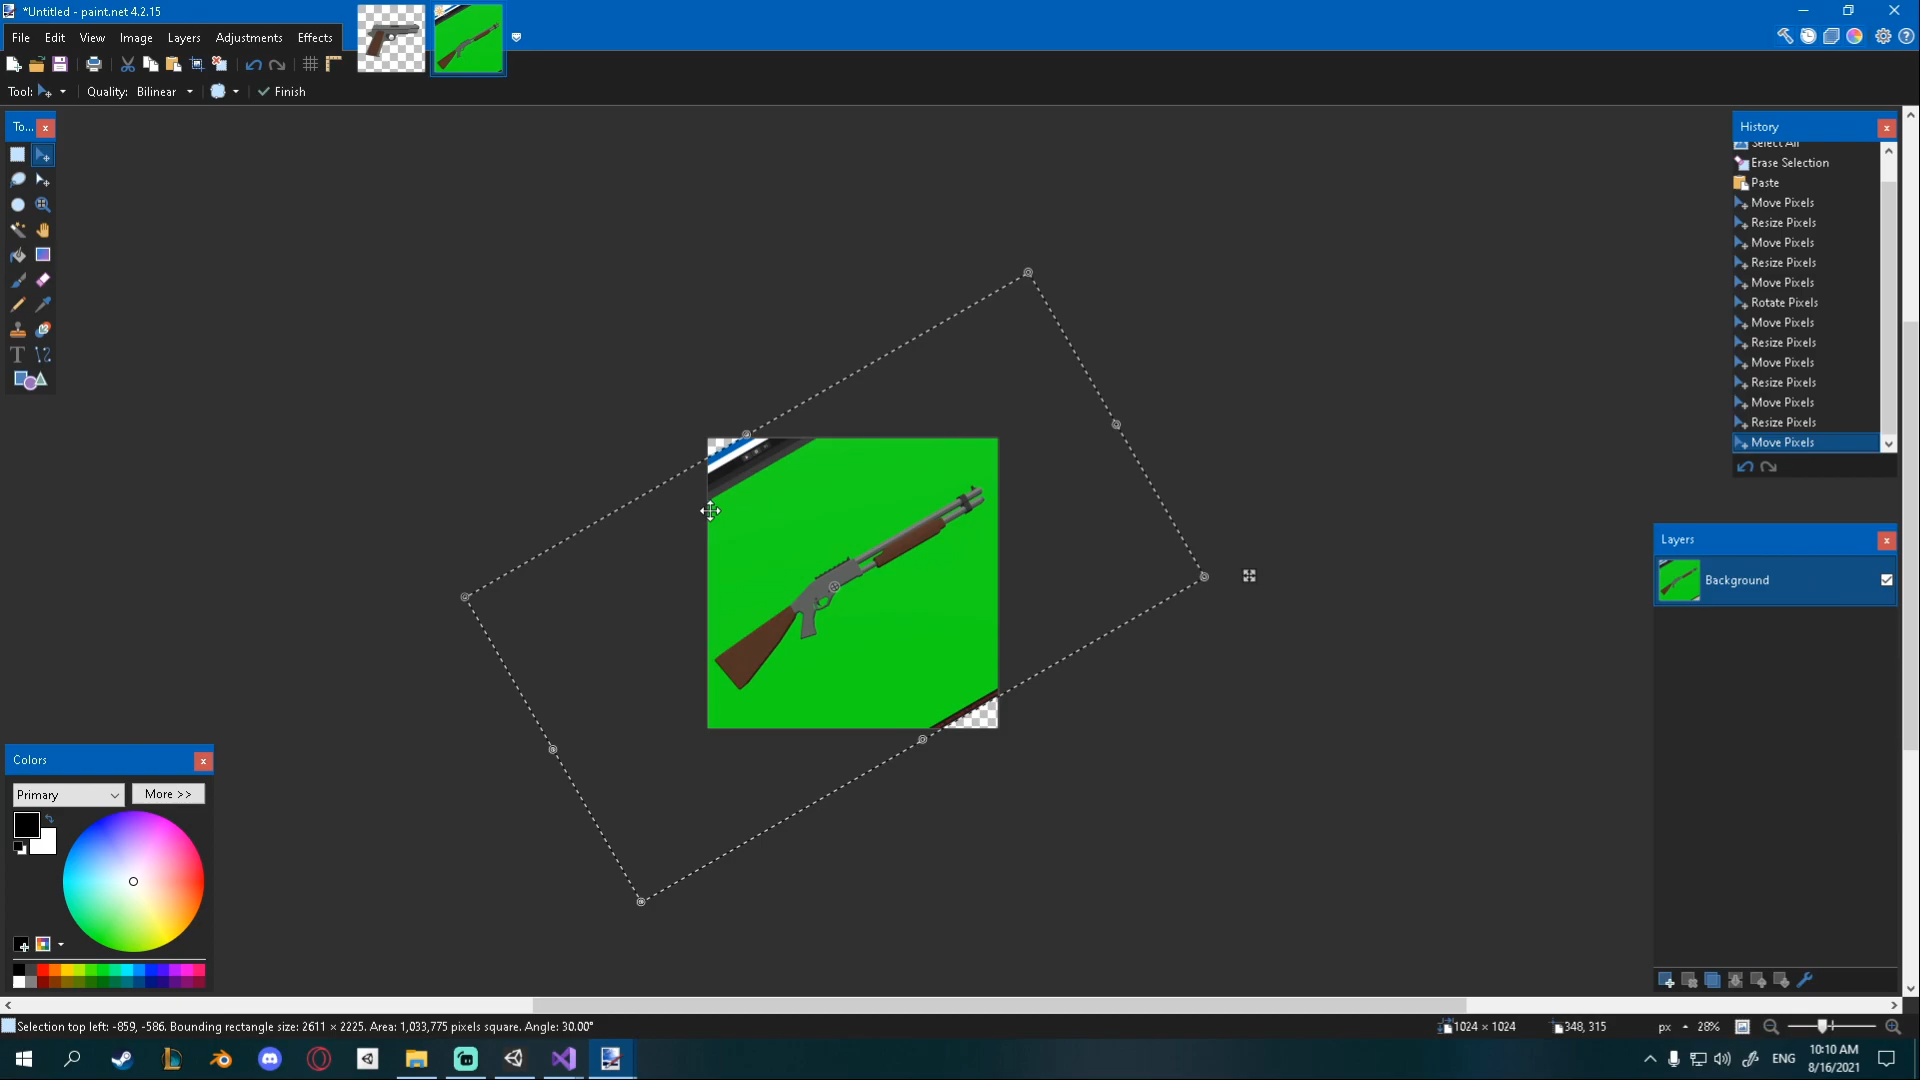 *Untitled - paint.net 4.2.15
File Edit View Image Layers Adjustments Effects
Tool: Quality: Bilinear Finish
To...
History
Select All
Erase Selection
Paste
Move Pixels
Resize Pixels
Move Pixels
Resize Pixels
Move Pixels
Rotate Pixels
Move Pixels
Resize Pixels
Move Pixels
Resize Pixels
Move Pixels
Resize Pixels
Move Pixels
Layers
Background
Colors
Primary
More >>
Selection top left: -859, -586. Bounding rectangle size: 2611 × 2225. Area: 1,033,775 pixels square. Angle: 30.00°
1024 × 1024
348, 315
px
28%
ENG
10:10 AM
8/16/2021